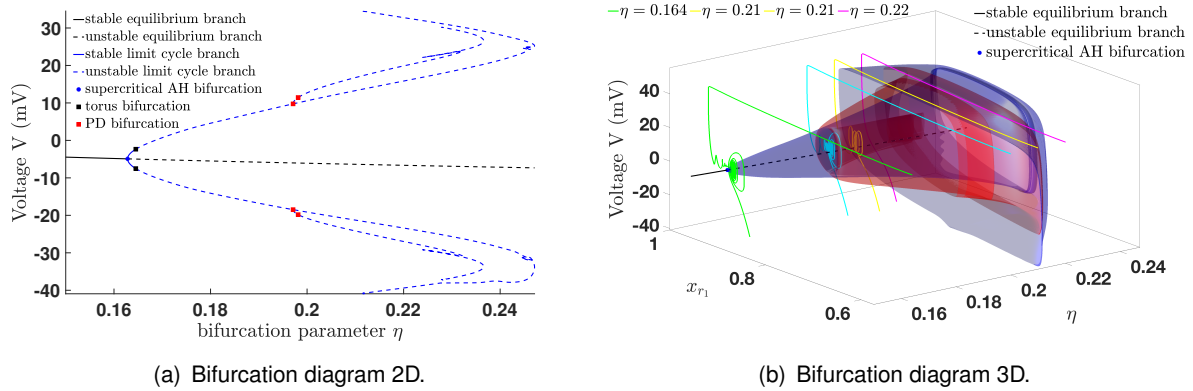 stable equilibrium branch
unstable equilibrium branch
stable limit cycle branch
unstable limit cycle branch
supercritical AH bifurcation
torus bifurcation
PD bifurcation
30
20
10
0
-10
-20
-30
-40
Voltage V (mV)
0.16
0.18
0.2
0.22
0.24
bifurcation parameter η
(a) Bifurcation diagram 2D.
η = 0.164
η = 0.21
η = 0.21
η = 0.22
stable equilibrium branch
unstable equilibrium branch
supercritical AH bifurcation
40
20
0
-20
-40
Voltage V (mV)
1
0.8
0.6
x_{r_1}
0.16
0.18
0.2
0.22
0.24
η
(b) Bifurcation diagram 3D.